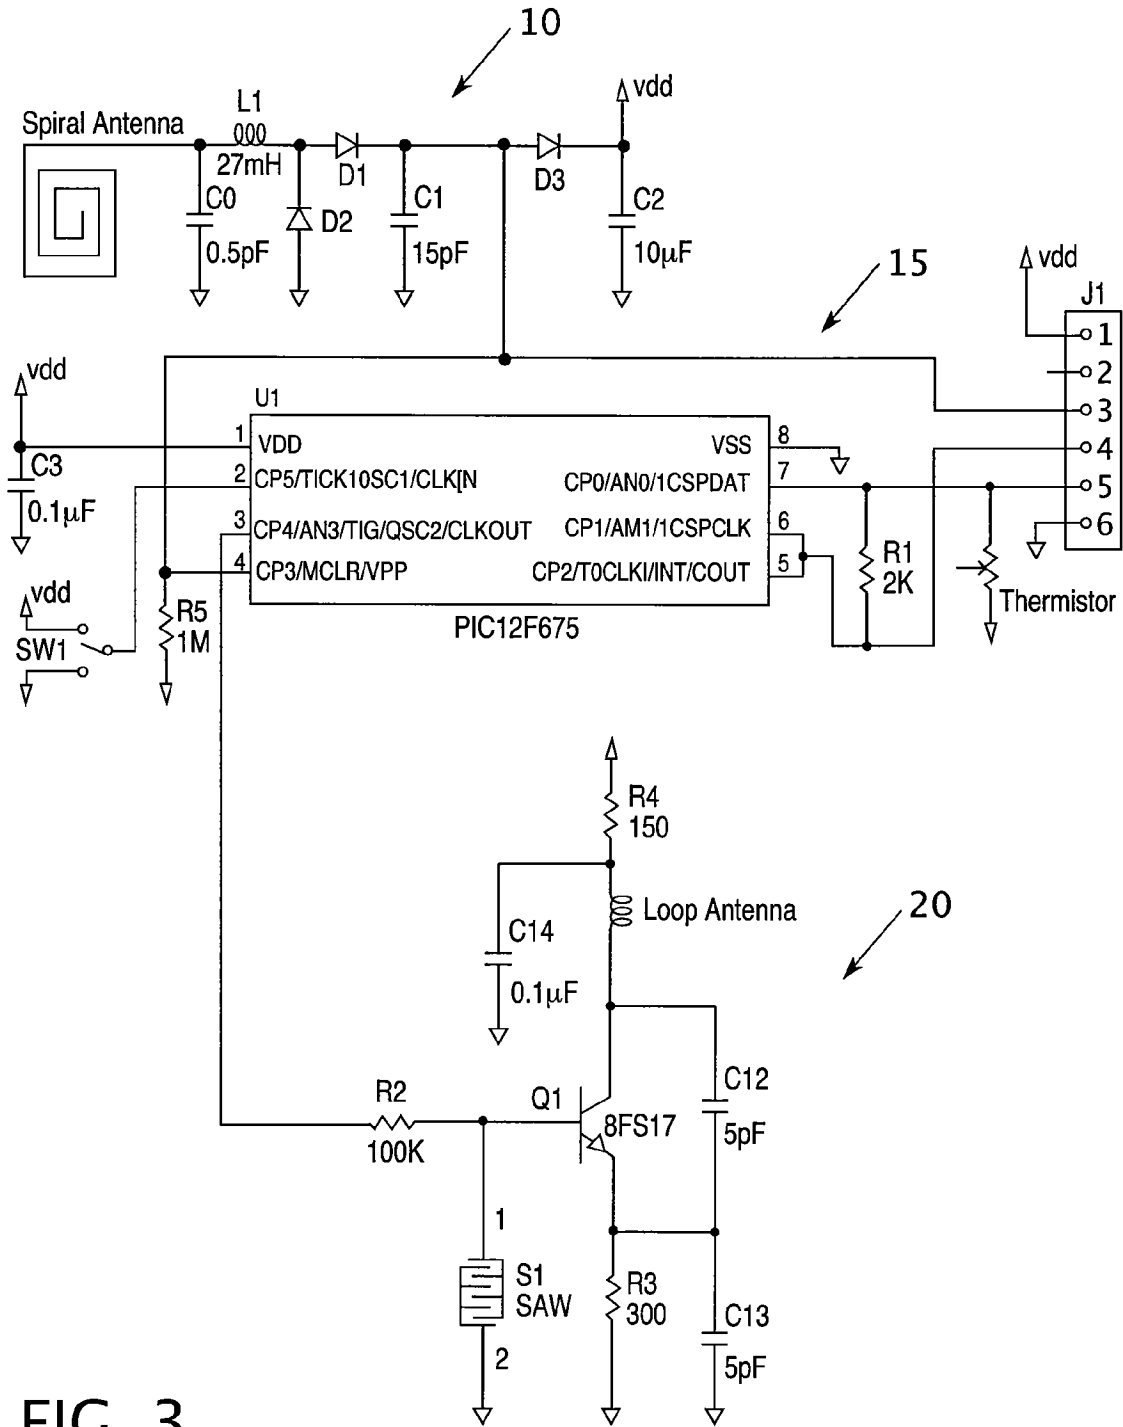 10
vdd
L1
Spiral Antenna
27mH
D1
D3
C0
D2
C1
C2
0.5pF
15pF
10µF
15
vdd
J1
1
2
3
4
5
6
vdd
U1
1
VDD
VSS
8
C3
2
CP5/TICK10SC1/CLK[N
CP0/AN0/1CSPDAT
7
0.1µF
3
CP4/AN3/TIG/QSC2/CLKOUT
CP1/AM1/1CSPCLK
6
4
CP3/MCLR/VPP
CP2/T0CLKI/INT/COUT
5
R1
2K
Thermistor
vdd
R5
1M
SW1
PIC12F675
R4
150
Loop Antenna
20
C14
0.1µF
R2
100K
Q1
8FS17
C12
5pF
1
S1
SAW
2
R3
300
C13
5pF
FIG. 3